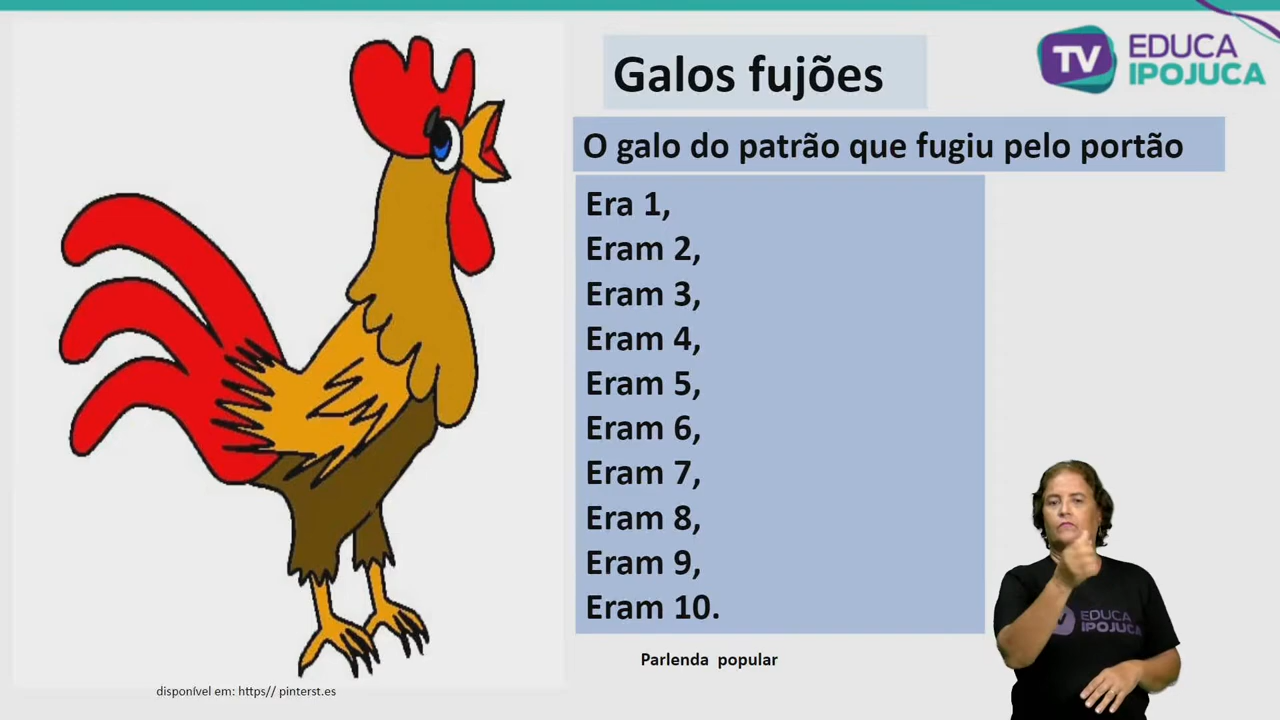 TV EDUCA
IPOJUCA
Galos fujões
O galo do patrão que fugiu pelo portão
Era 1,
Eram 2,
Eram 3,
Eram 4,
Eram 5,
Eram 6,
Eram 7,
Eram 8,
Eram 9,
Eram 10.
Parlenda popular
disponível em: https// pinterst.es
EDUCA
IPOJUCA